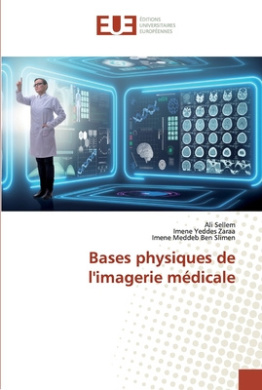 EUE
ÉDITIONS
UNIVERSITAIRES
EUROPÉENNES
Ali Sellem
Imene Yeddes Zaraa
Imene Meddeb Ben Slimen
Bases physiques de
l'imagerie médicale